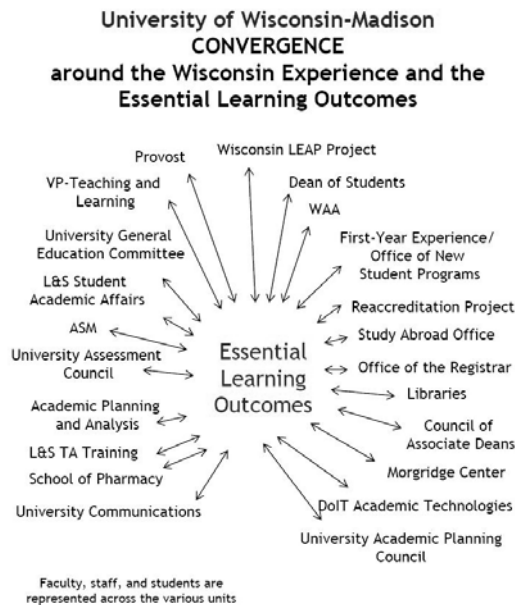 University of Wisconsin-Madison
CONVERGENCE
around the Wisconsin Experience and the
Essential Learning Outcomes
Wisconsin LEAP Project
Provost
Dean of Students
VP-Teaching and
Learning
WAA
University General
Education Committee
First-Year Experience/
Office of New
Student Programs
L&S Student
Academic Affairs
Reaccreditation Project
ASM
Study Abroad Office
University Assessment
Council
Essential
Learning
Outcomes
Office of the Registrar
Libraries
Academic Planning
and Analysis
Council of
Associate Deans
L&S TA Training
Morgridge Center
School of Pharmacy
DoIT Academic Technologies
University Communications
University Academic Planning
Council
Faculty, staff, and students are
represented across the various units